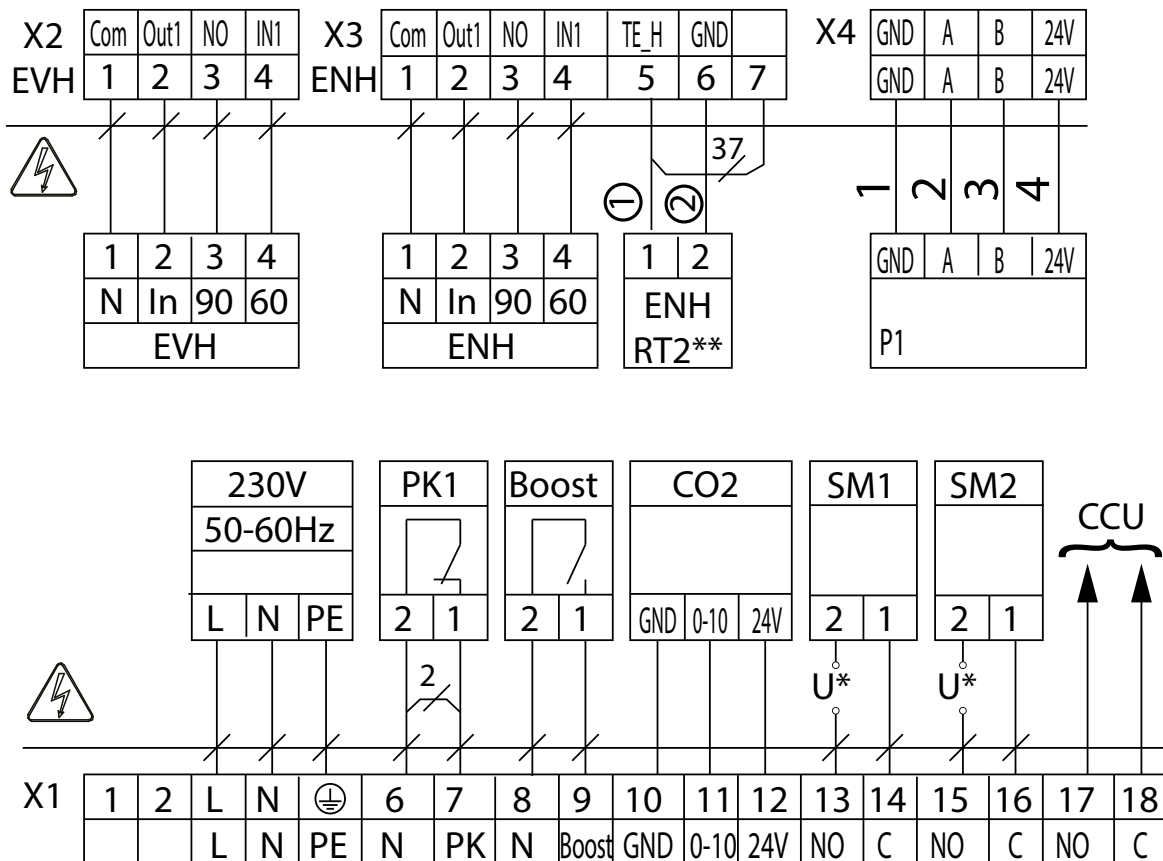 X2 Com Out1 NO IN1 X3 Com Out1 NO IN1 TE_H GND X4 GND A B 24V
EVH 1 2 3 4 ENH 1 2 3 4 5 6 7 GND A B 24V
37
1 2 1 2 3 4
1 2 3 4 1 2 3 4 1 2 GND A B 24V
N In 90 60 N In 90 60 ENH
EVH ENH RT2** P1
230V PK1 Boost CO2 SM1 SM2
50-60Hz CCU
L N PE 2 1 2 1 GND 0-10 24V 2 1 2 1
2 U* U*
X1 1 2 L N 6 7 8 9 10 11 12 13 14 15 16 17 18
L N PE N PK N Boost GND 0-10 24V NO C NO C NO C